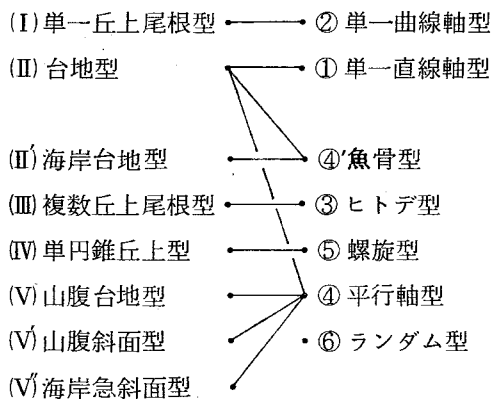 (I)単一丘上尾根型 ② 単一曲線軸型
(II)台地型 ① 単一直線軸型
(II′)海岸台地型 ④′魚骨型
(III)複数丘上尾根型 ③ ヒトデ型
(IV)単円錐丘上型 ⑤ 螺旋型
(V)山腹台地型 ④ 平行軸型
(V′)山腹斜面型 ⑥ ランダム型
(V″)海岸急斜面型